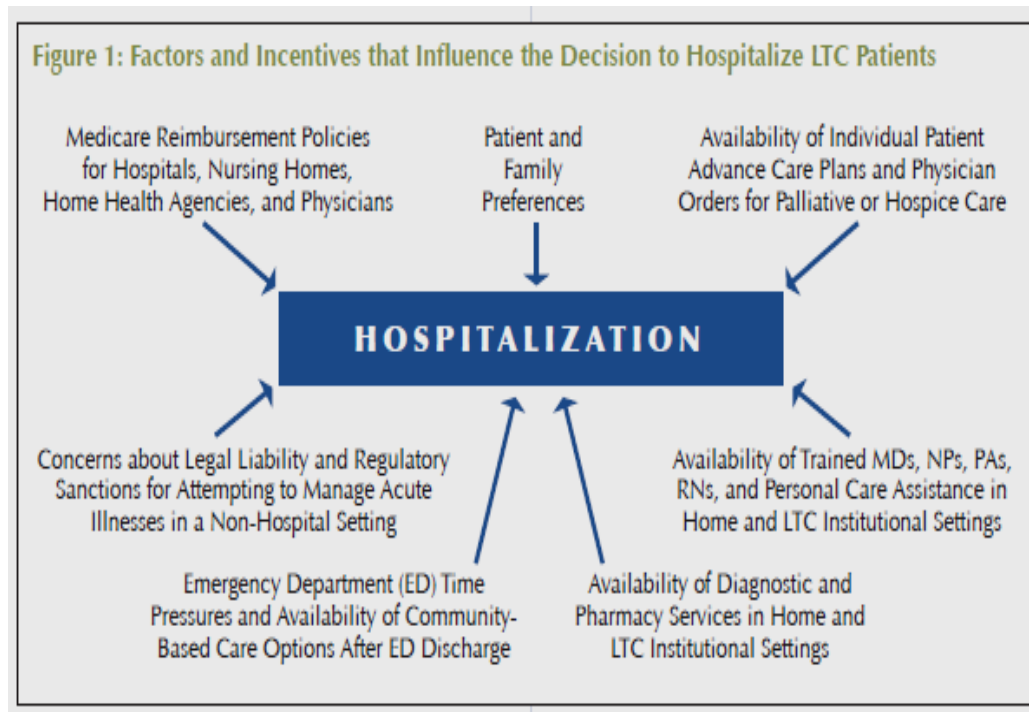 Figure 1: Factors and Incentives that Influence the Decision to Hospitalize LTC Patients
Medicare Reimbursement Policies
for Hospitals, Nursing Homes,
Home Health Agencies, and Physicians
Patient and
Family
Preferences
Availability of Individual Patient
Advance Care Plans and Physician
Orders for Palliative or Hospice Care
HOSPITALIZATION
Concerns about Legal Liability and Regulatory
Sanctions for Attempting to Manage Acute
Illnesses in a Non-Hospital Setting
Availability of Trained MDs, NPs, PAs,
RNs, and Personal Care Assistance in
Home and LTC Institutional Settings
Emergency Department (ED) Time
Pressures and Availability of Community-
Based Care Options After ED Discharge
Availability of Diagnostic and
Pharmacy Services in Home and
LTC Institutional Settings